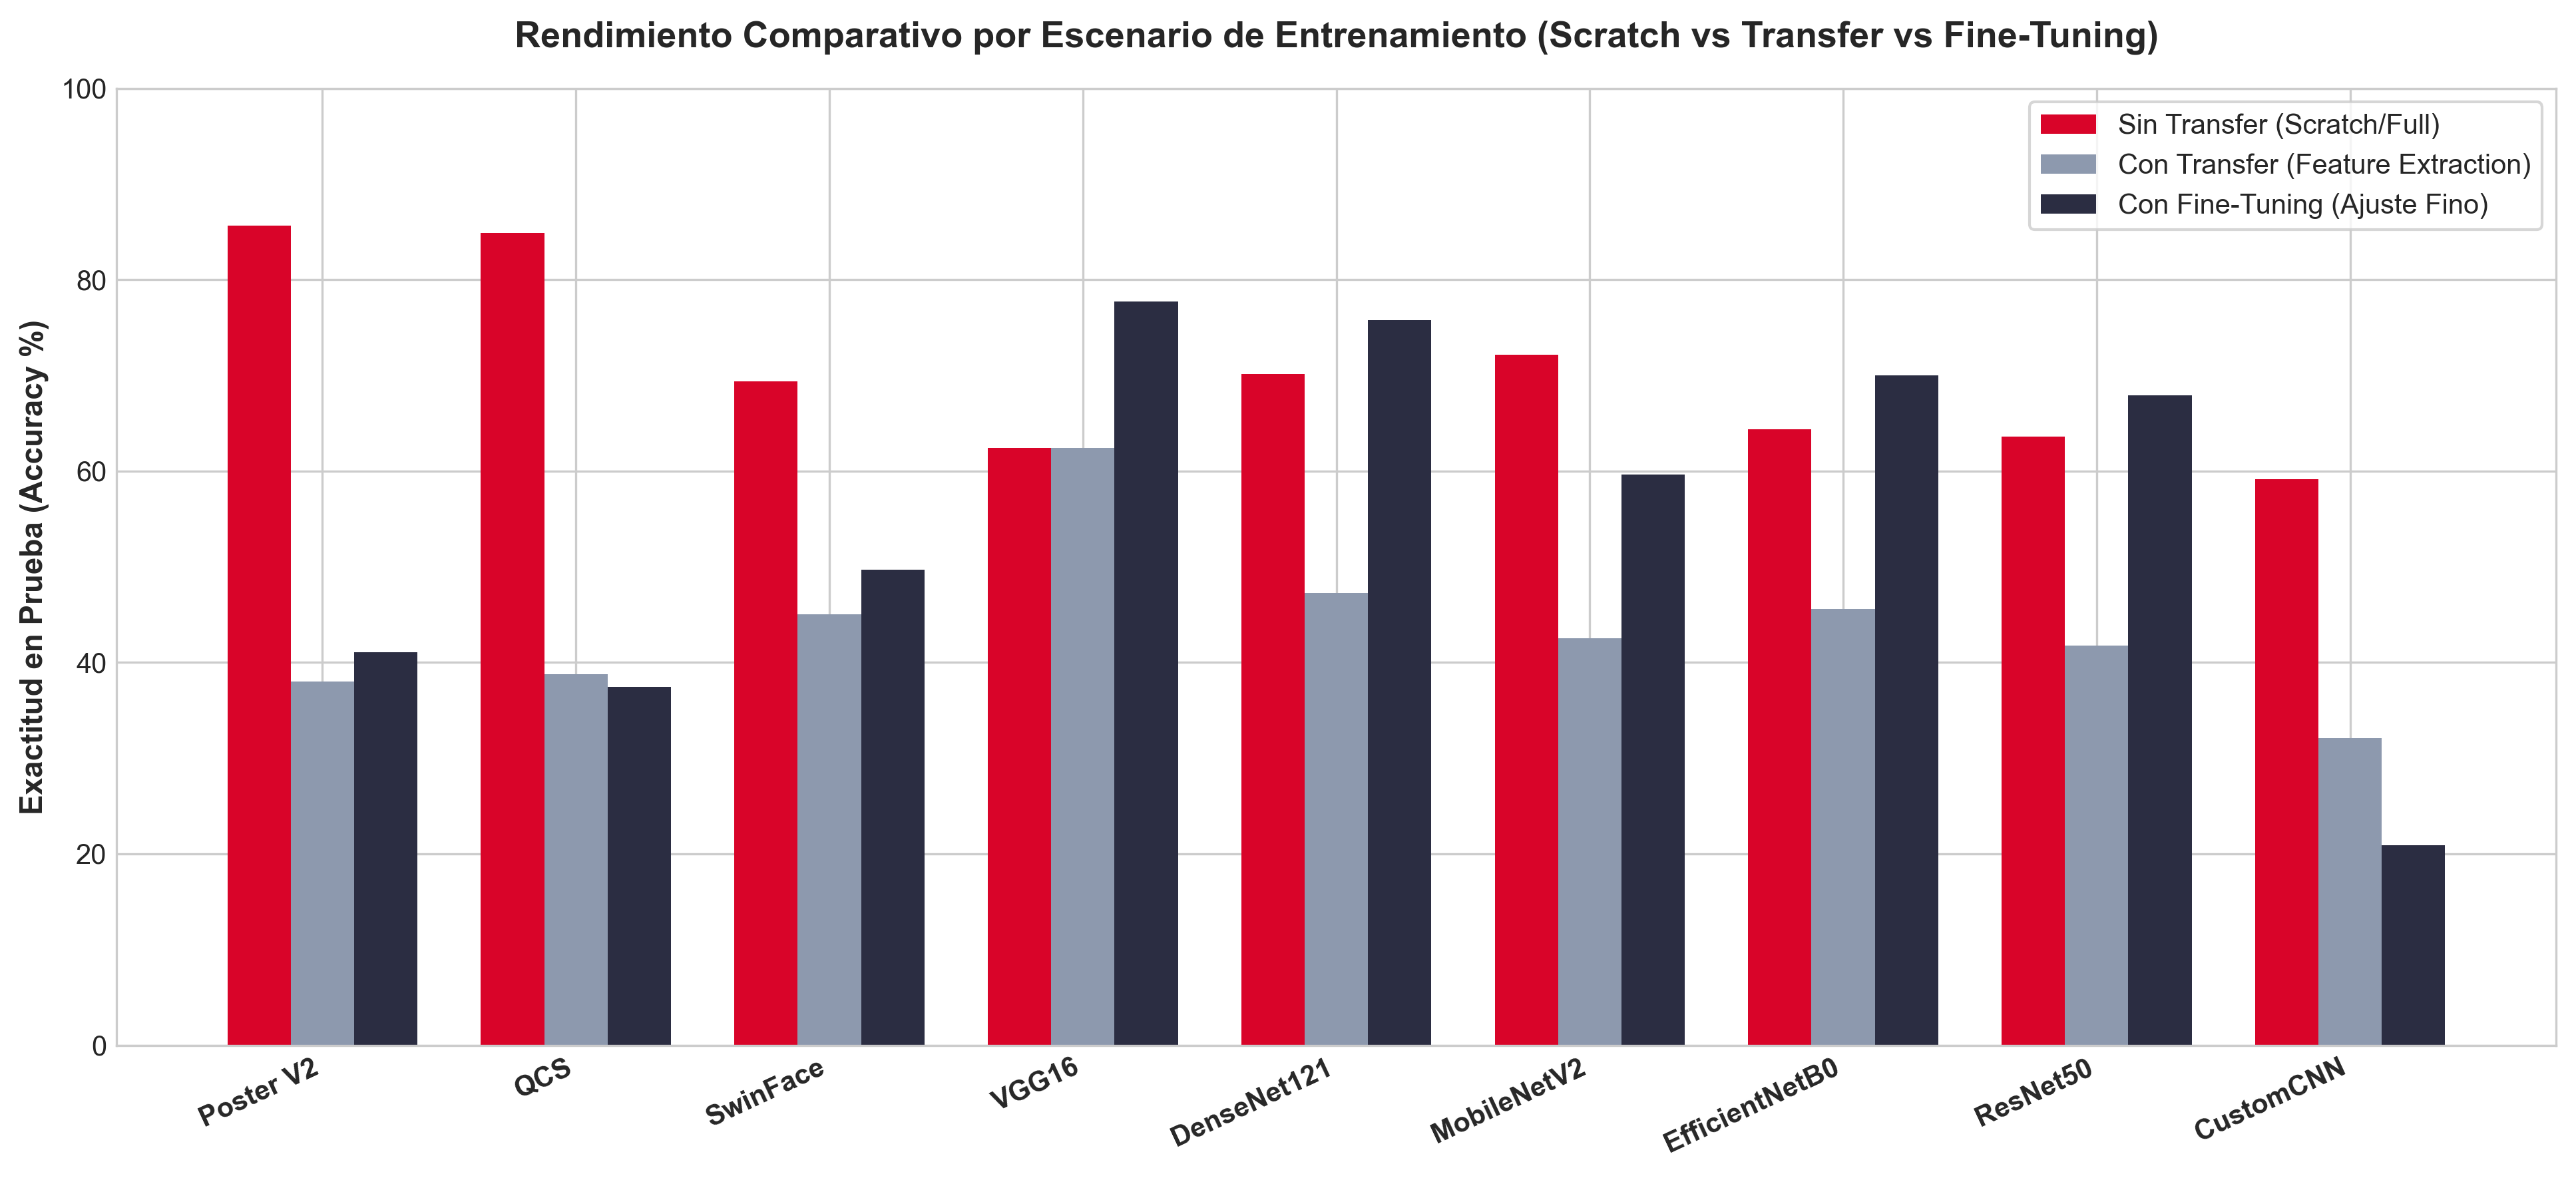 Rendimiento Comparativo por Escenario de Entrenamiento (Scratch vs Transfer vs Fine-Tuning)
Exactitud en Prueba (Accuracy %)
100
80
60
40
20
0
Sin Transfer (Scratch/Full)
Con Transfer (Feature Extraction)
Con Fine-Tuning (Ajuste Fino)
Poster V2
QCS
SwinFace
VGG16
DenseNet121
MobileNetV2
EfficientNetB0
ResNet50
CustomCNN